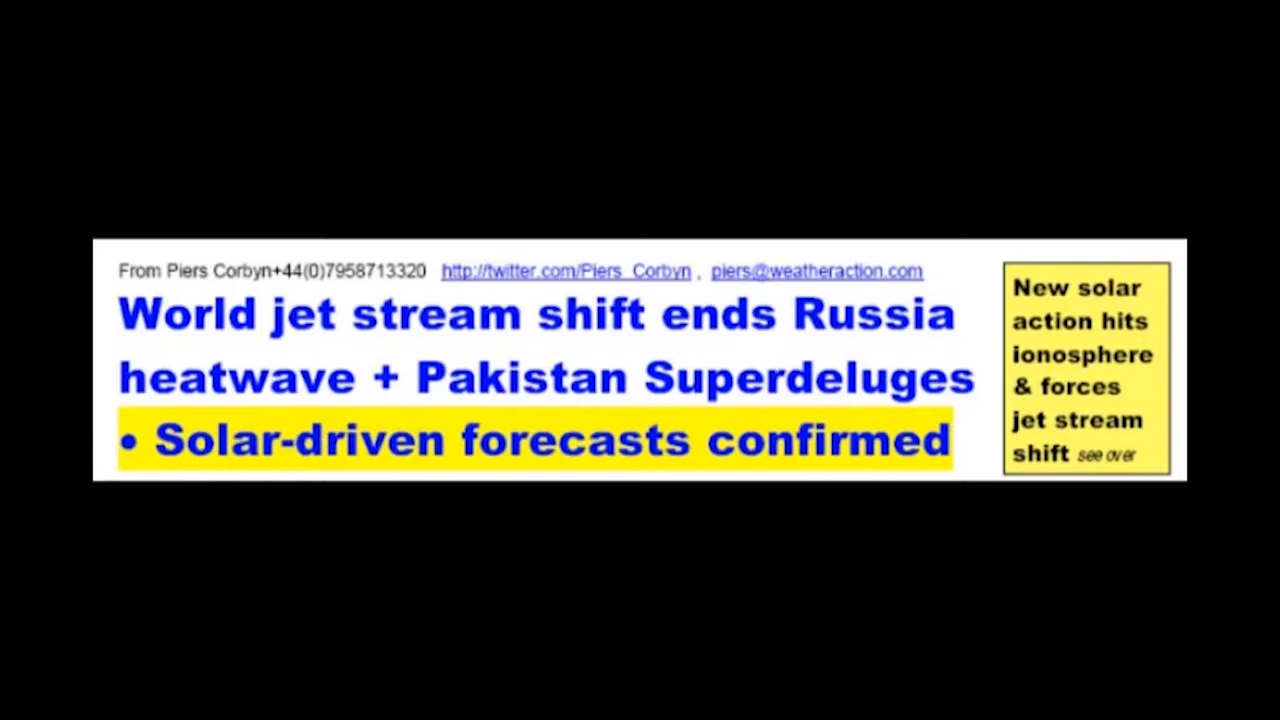 From Piers Corbyn+44(0)7958713320 http://twitter.com/Piers_Corbyn , piers@weatheraction.com
World jet stream shift ends Russia
heatwave + Pakistan Superdeluges
• Solar-driven forecasts confirmed
New solar
action hits
ionosphere
& forces
jet stream
shift see over